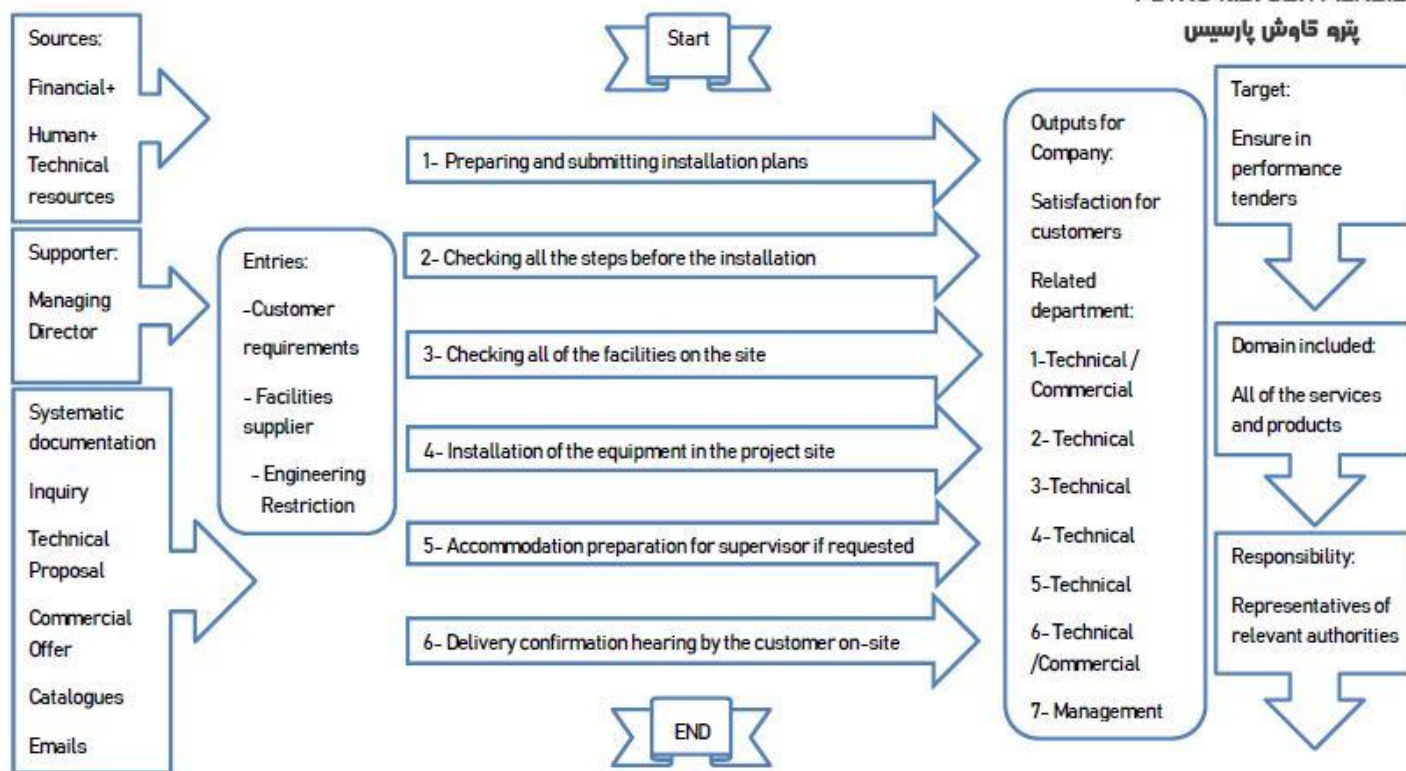 پترو کاوش پارسیس
Sources:
Financial+
Human+
Technical
resources
Supporter:
Managing
Director
Systematic
documentation
Inquiry
Technical
Proposal
Commercial
Offer
Catalogues
Emails
Entries:
-Customer
requirements
- Facilities
supplier
- Engineering
Restriction
Start
1- Preparing and submitting installation plans
2- Checking all the steps before the installation
3- Checking all of the facilities on the site
4- Installation of the equipment in the project site
5- Accommodation preparation for supervisor if requested
6- Delivery confirmation hearing by the customer on-site
END
Outputs for
Company:
Satisfaction for
customers
Related
department:
1-Technical /
Commercial
2- Technical
3-Technical
4- Technical
5-Technical
6- Technical
/Commercial
7- Management
Target:
Ensure in
performance
tenders
Domain included:
All of the services
and products
Responsibility:
Representatives of
relevant authorities